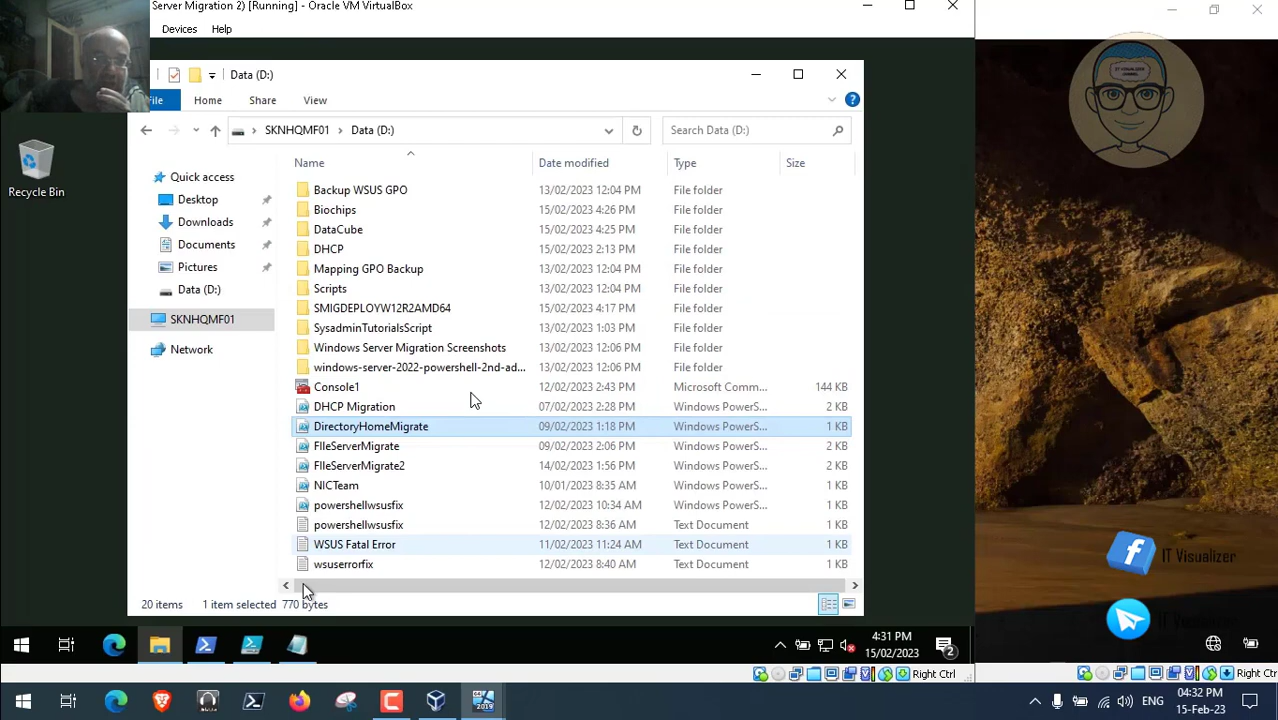 Server Migration 2) [Running] - Oracle VM VirtualBox
Devices Help
IT VISUALIZER
CHANNEL
Data (D:)
File Home Share View
SKNHQMF01 > Data (D:)
Search Data (D:)
Name Date modified Type Size
Recycle Bin
Quick access
Desktop
Downloads
Documents
Pictures
Data (D:)
SKNHQMF01
Network
Backup WSUS GPO 13/02/2023 12:04 PM File folder
Biochips 15/02/2023 4:26 PM File folder
DataCube 15/02/2023 4:25 PM File folder
DHCP 15/02/2023 2:13 PM File folder
Mapping GPO Backup 13/02/2023 12:04 PM File folder
Scripts 13/02/2023 12:04 PM File folder
SMIGDEPLOYW12R2AMD64 15/02/2023 4:17 PM File folder
SysadminTutorialsScript 13/02/2023 1:03 PM File folder
Windows Server Migration Screenshots 13/02/2023 12:06 PM File folder
windows-server-2022-powershell-2nd-ad... 13/02/2023 12:06 PM File folder
Console1 12/02/2023 2:43 PM Microsoft Comm... 144 KB
DHCP Migration 07/02/2023 2:28 PM Windows PowerS... 2 KB
DirectoryHomeMigrate 09/02/2023 1:18 PM Windows PowerS... 1 KB
FIleServerMigrate 09/02/2023 2:06 PM Windows PowerS... 2 KB
FIleServerMigrate2 14/02/2023 1:56 PM Windows PowerS... 2 KB
NICTeam 10/01/2023 8:35 AM Windows PowerS... 1 KB
powershellwsusfix 12/02/2023 10:34 AM Windows PowerS... 1 KB
powershellwsusfix 12/02/2023 8:36 AM Text Document 1 KB
WSUS Fatal Error 11/02/2023 11:24 AM Text Document 1 KB
wsuserrorfix 12/02/2023 8:40 AM Text Document 1 KB
20 items 1 item selected 770 bytes
IT Visualizer
IT Visualizer
4:31 PM
15/02/2023
2
Right Ctrl
Right Ctrl
2019
ENG
04:32 PM
15-Feb-23